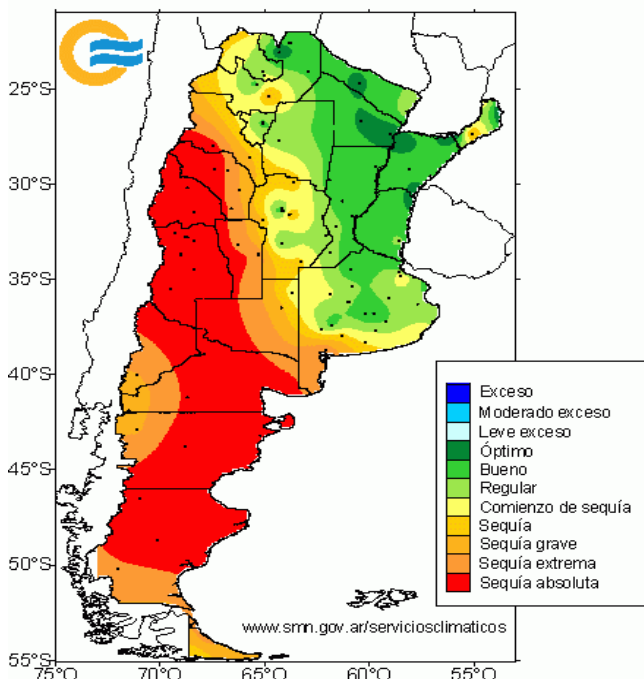 25°S
30°S
35°S
40°S
45°S
50°S
55°S
75°O
70°O
65°O
60°O
55°O
Exceso
Moderado exceso
Leve exceso
Óptimo
Bueno
Regular
Comienzo de sequía
Sequía
Sequía grave
Sequía extrema
Sequía absoluta
www.smn.gov.ar/serviciosclimaticos